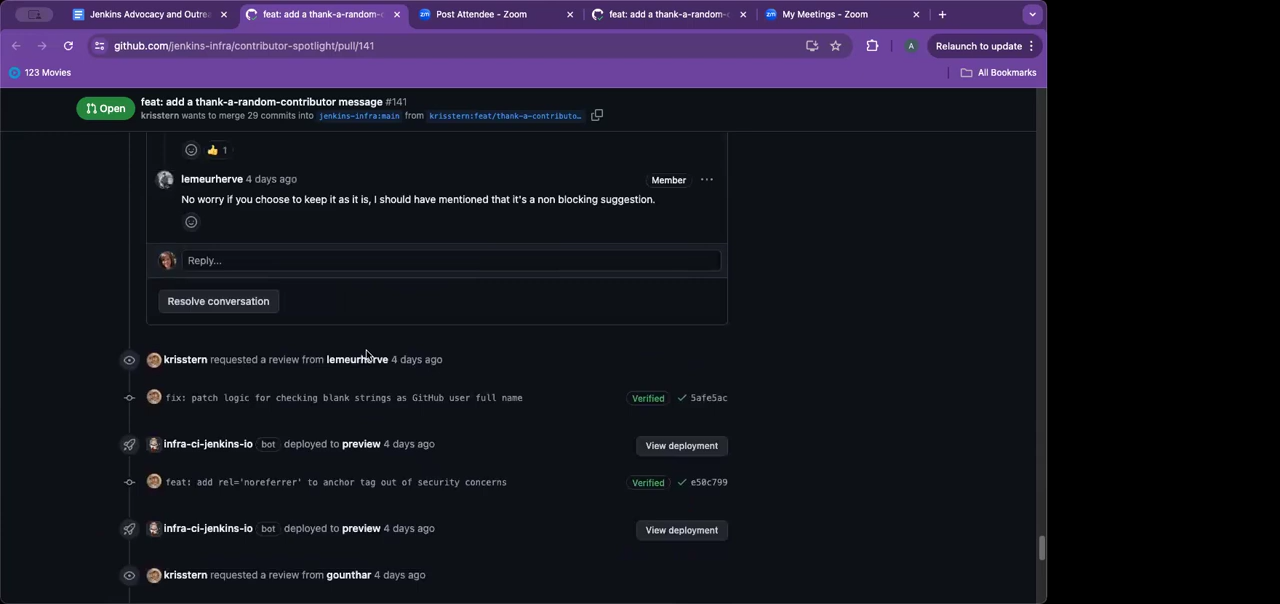 Jenkins Advocacy and Outrea
feat: add a thank-a-random-
Post Attendee - Zoom
feat: add a thank-a-random-
My Meetings - Zoom
github.com/jenkins-infra/contributor-spotlight/pull/141
A
Relaunch to update
123 Movies
All Bookmarks
Open
feat: add a thank-a-random-contributor message #141
krisstern wants to merge 29 commits into jenkins-infra:main from krisstern:feat/thank-a-contributo…
👍 1
lemeurherve 4 days ago
Member
No worry if you choose to keep it as it is, I should have mentioned that it's a non blocking suggestion.
Reply...
Resolve conversation
krisstern requested a review from lemeurherve 4 days ago
fix: patch logic for checking blank strings as GitHub user full name
Verified
5afe5ac
infra-ci-jenkins-io bot deployed to preview 4 days ago
View deployment
feat: add rel='noreferrer' to anchor tag out of security concerns
Verified
e50c799
infra-ci-jenkins-io bot deployed to preview 4 days ago
View deployment
krisstern requested a review from gounthar 4 days ago